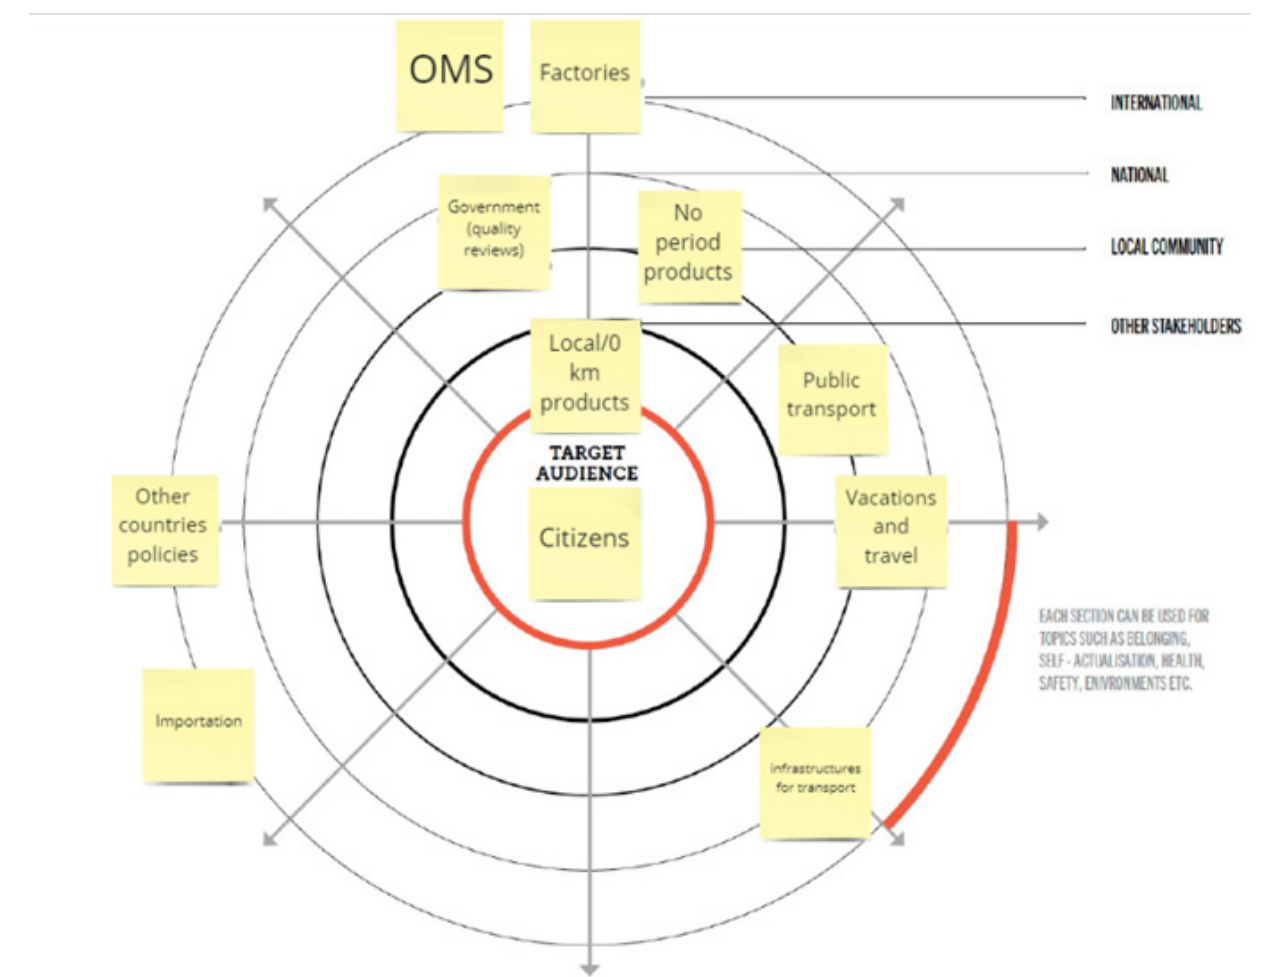 OMS
Factories
INTERNATIONAL
NATIONAL
Government
(quality
reviews)
No
period
products
LOCAL COMMUNITY
OTHER STAKEHOLDERS
Local/0
km
products
Public
transport
TARGET
AUDIENCE
Citizens
Other
countries
policies
Vacations
and
travel
EACH SECTION CAN BE USED FOR
TOPICS SUCH AS BELONGING,
SELF - ACTUALISATION, HEALTH,
SAFETY, ENIVRONMENTS ETC.
Importation
infrastructures
for transport